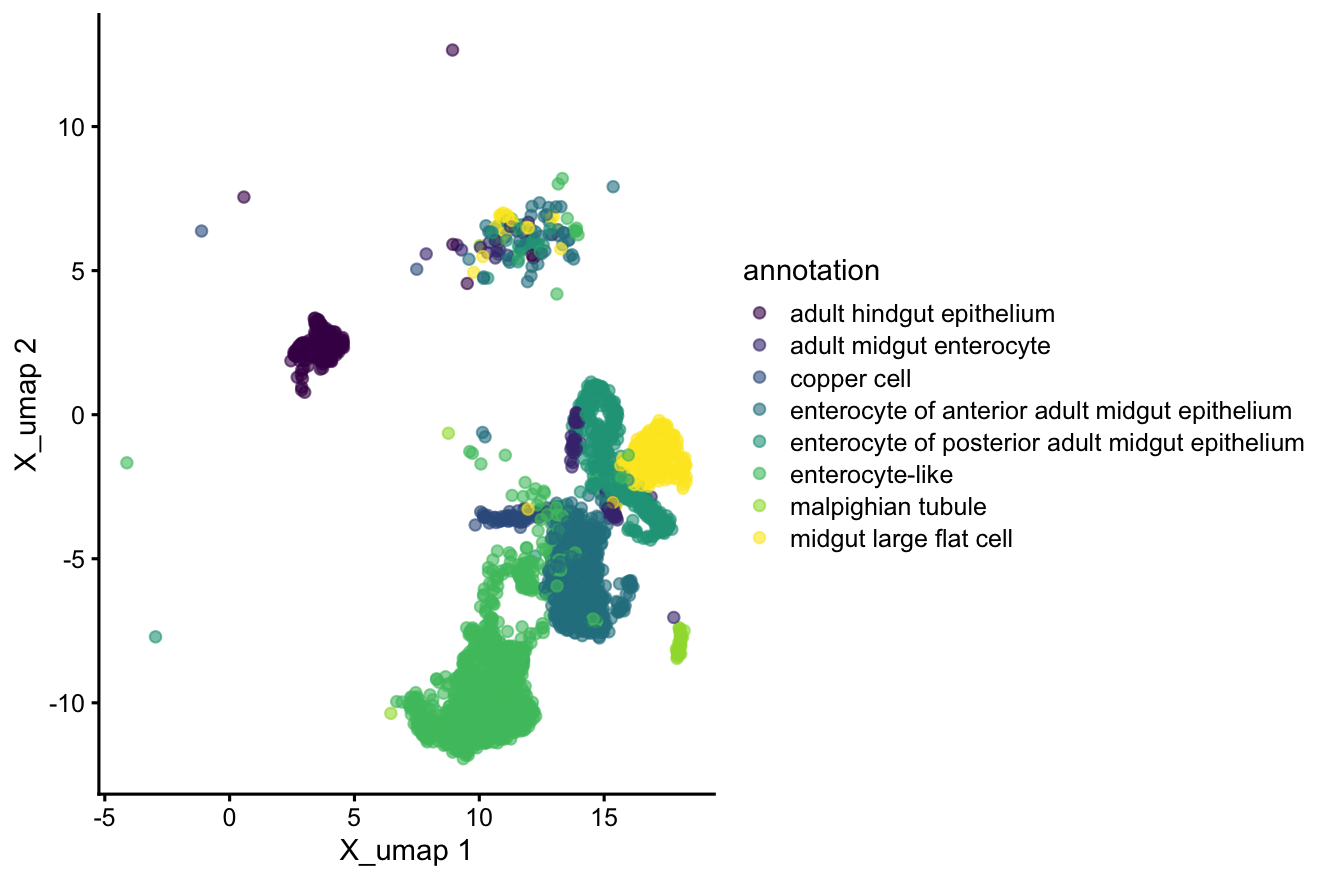 10
5
0
-5
-10
X_umap 2
-5
0
5
10
15
X_umap 1
annotation
adult hindgut epithelium
adult midgut enterocyte
copper cell
enterocyte of anterior adult midgut epithelium
enterocyte of posterior adult midgut epithelium
enterocyte-like
malpighian tubule
midgut large flat cell